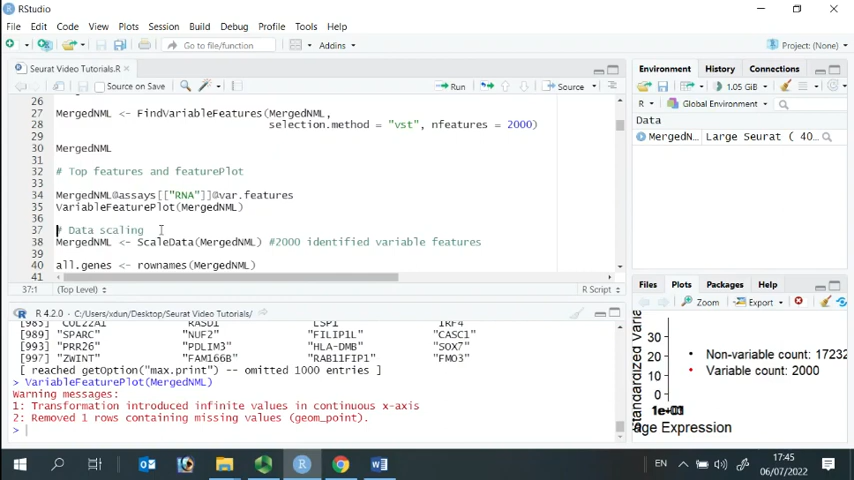 RStudio
File Edit Code View Plots Session Build Debug Profile Tools Help
Go to file/function Addins Project: (None)
Seurat Video Tutorials.R
Source on Save Run Source
26
27 MergedNML <- FindVariableFeatures(MergedNML,
28 selection.method = "vst", nfeatures = 2000)
29
30 MergedNML
31
32 # Top features and featurePlot
33
34 MergedNML@assays[["RNA"]]@var.features
35 VariableFeaturePlot(MergedNML)
36
37 # Data scaling
38 MergedNML <- ScaleData(MergedNML) #2000 identified variable features
39
40 all.genes <- rownames(MergedNML)
41
37:1 (Top Level) R Script
R 4.2.0 · C:/Users/xdun/Desktop/Seurat Video Tutorials/
[985] "COL22A1" "RASD1" "LSP1" "IRF4"
[989] "SPARC" "NUF2" "FILIP1L" "CASC1"
[993] "PRR26" "PDLIM3" "HLA-DMB" "SOX7"
[997] "ZWINT" "FAM166B" "RAB11FIP1" "FMO3"
[ reached getOption("max.print") -- omitted 1000 entries ]
> VariableFeaturePlot(MergedNML)
Warning messages:
1: Transformation introduced infinite values in continuous x-axis
2: Removed 1 rows containing missing values (geom_point).
>
Environment History Connections
1.05 GiB
R Global Environment
Data
MergedN... Large Seurat ( 40...
Files Plots Packages Help
Zoom Export
Standardized Varia
30
20
10
0
Non-variable count: 17232
Variable count: 2000
age Expression
EN 17:45
06/07/2022